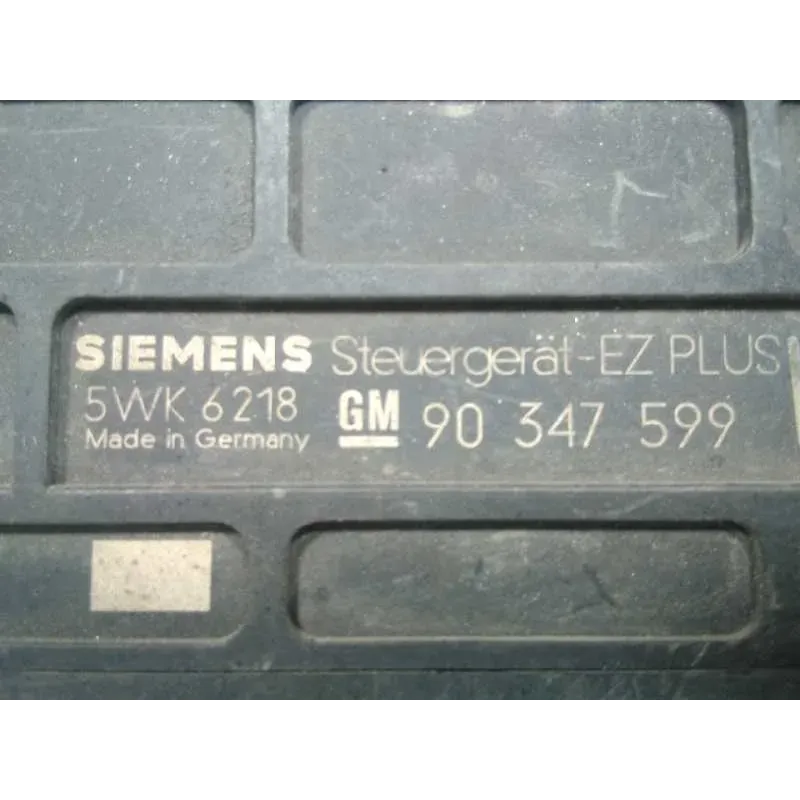 SIEMENS Steuergerät-EZ PLUS
5WK 6218 GM 90 347 599
Made in Germany